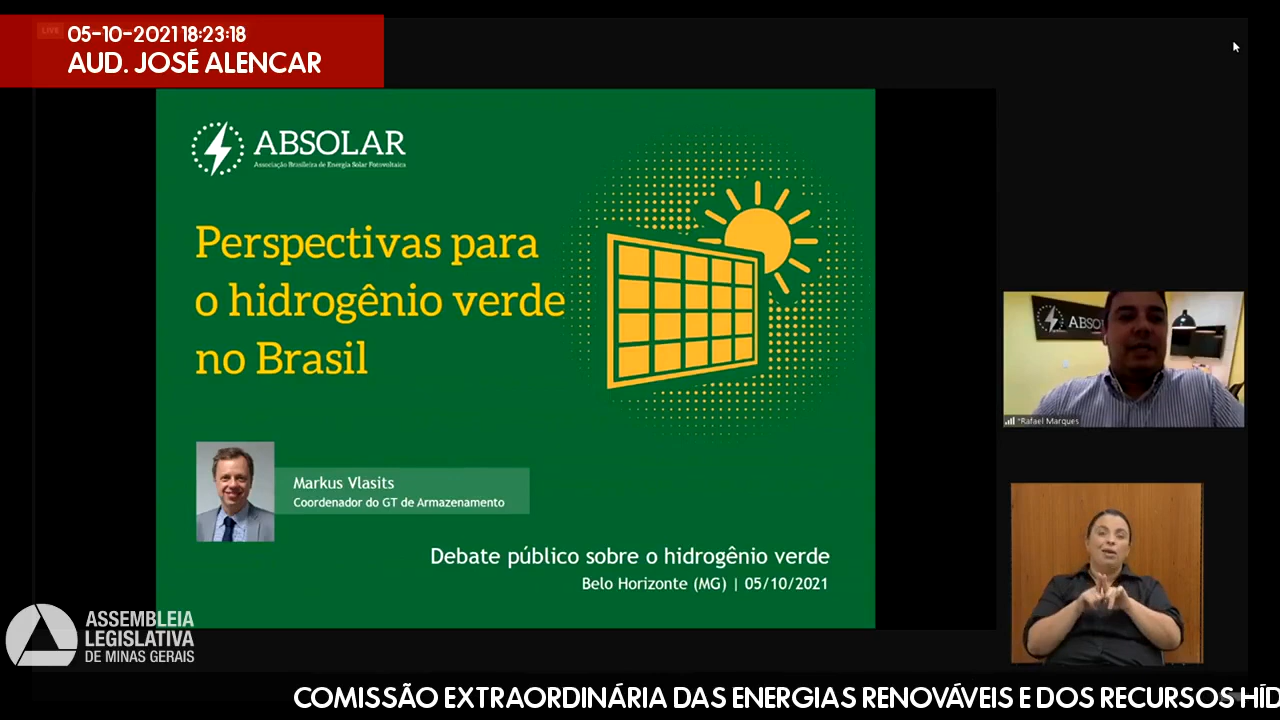 LIVE
05-10-2021 18:23:18
AUD. JOSÉ ALENCAR
ABSOLAR
Associação Brasileira de Energia Solar Fotovoltaica
Perspectivas para
o hidrogênio verde
no Brasil
Markus Vlasits
Coordenador do GT de Armazenamento
Debate público sobre o hidrogênio verde
Belo Horizonte (MG) | 05/10/2021
ABSO
*Rafael Marques
ASSEMBLEIA
LEGISLATIVA
DE MINAS GERAIS
COMISSÃO EXTRAORDINÁRIA DAS ENERGIAS RENOVÁVEIS E DOS RECURSOS HÍD